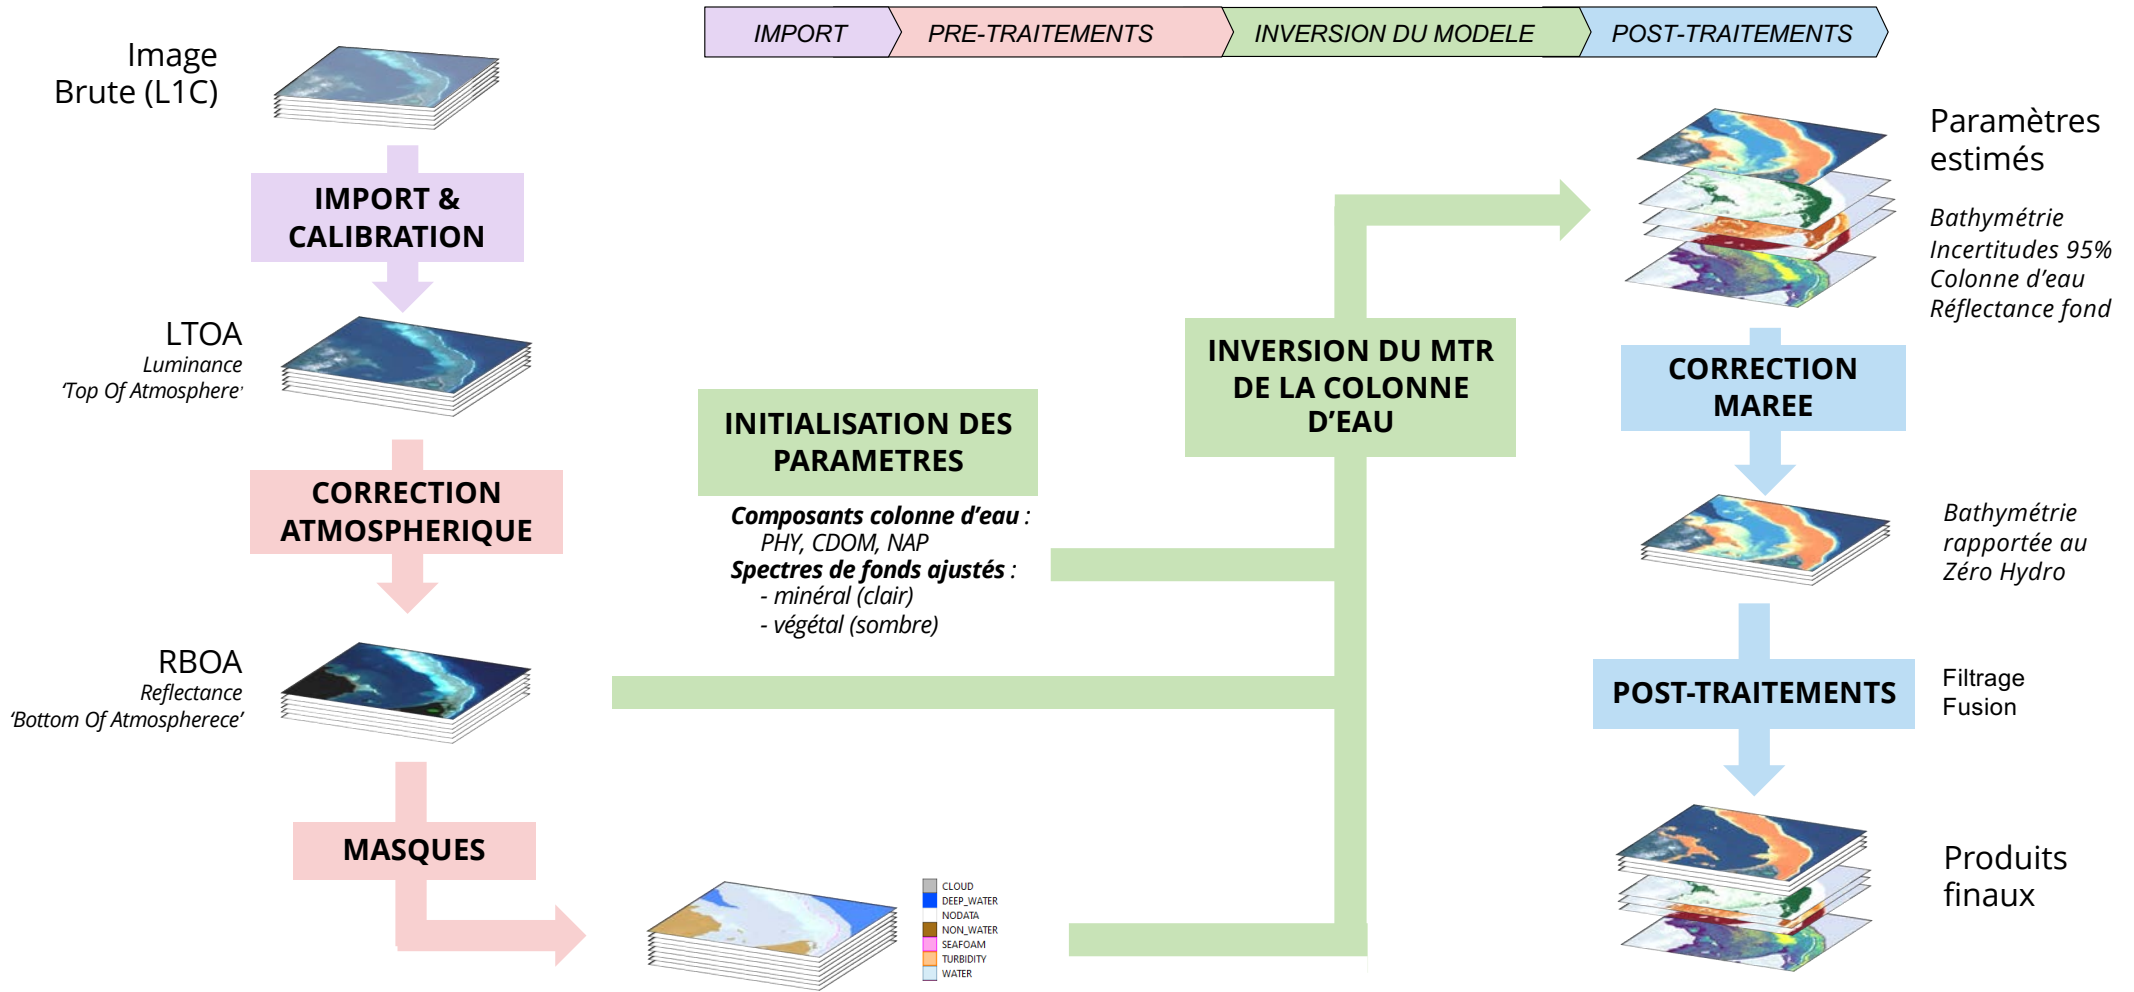 IMPORT
PRE-TRAITEMENTS
INVERSION DU MODELE
POST-TRAITEMENTS
Image
Brute (L1C)
IMPORT &
CALIBRATION
LTOA
Luminance
‘Top Of Atmosphere’
CORRECTION
ATMOSPHERIQUE
RBOA
Reflectance
‘Bottom Of Atmospherece’
MASQUES
CLOUD
DEEP_WATER
NODATA
NON_WATER
SEAFOAM
TURBIDITY
WATER
INITIALISATION DES
PARAMETRES
Composants colonne d’eau :
PHY, CDOM, NAP
Spectres de fonds ajustés :
- minéral (clair)
- végétal (sombre)
INVERSION DU MTR
DE LA COLONNE
D’EAU
Paramètres
estimés
Bathymétrie
Incertitudes 95%
Colonne d’eau
Réflectance fond
CORRECTION
MAREE
Bathymétrie
rapportée au
Zéro Hydro
POST-TRAITEMENTS
Filtrage
Fusion
Produits
finaux